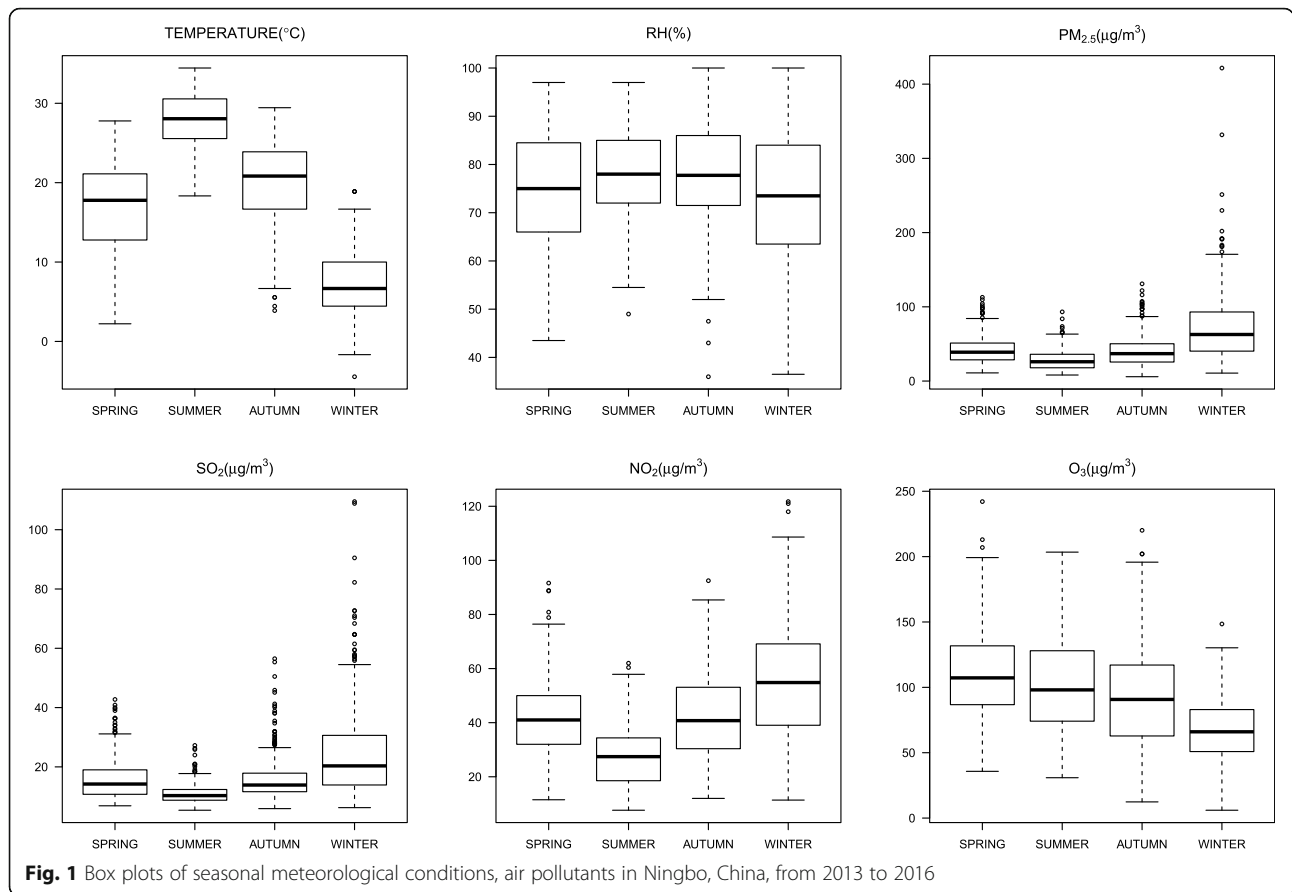 TEMPERATURE(°C)
30
20
10
0
SPRING SUMMER AUTUMN WINTER
RH(%)
100
90
80
70
60
50
40
SPRING SUMMER AUTUMN WINTER
PM2.5(μg/m³)
400
300
200
100
0
SPRING SUMMER AUTUMN WINTER
SO2(μg/m³)
100
80
60
40
20
SPRING SUMMER AUTUMN WINTER
NO2(μg/m³)
120
100
80
60
40
20
SPRING SUMMER AUTUMN WINTER
O3(μg/m³)
250
200
150
100
50
0
SPRING SUMMER AUTUMN WINTER
Fig. 1 Box plots of seasonal meteorological conditions, air pollutants in Ningbo, China, from 2013 to 2016